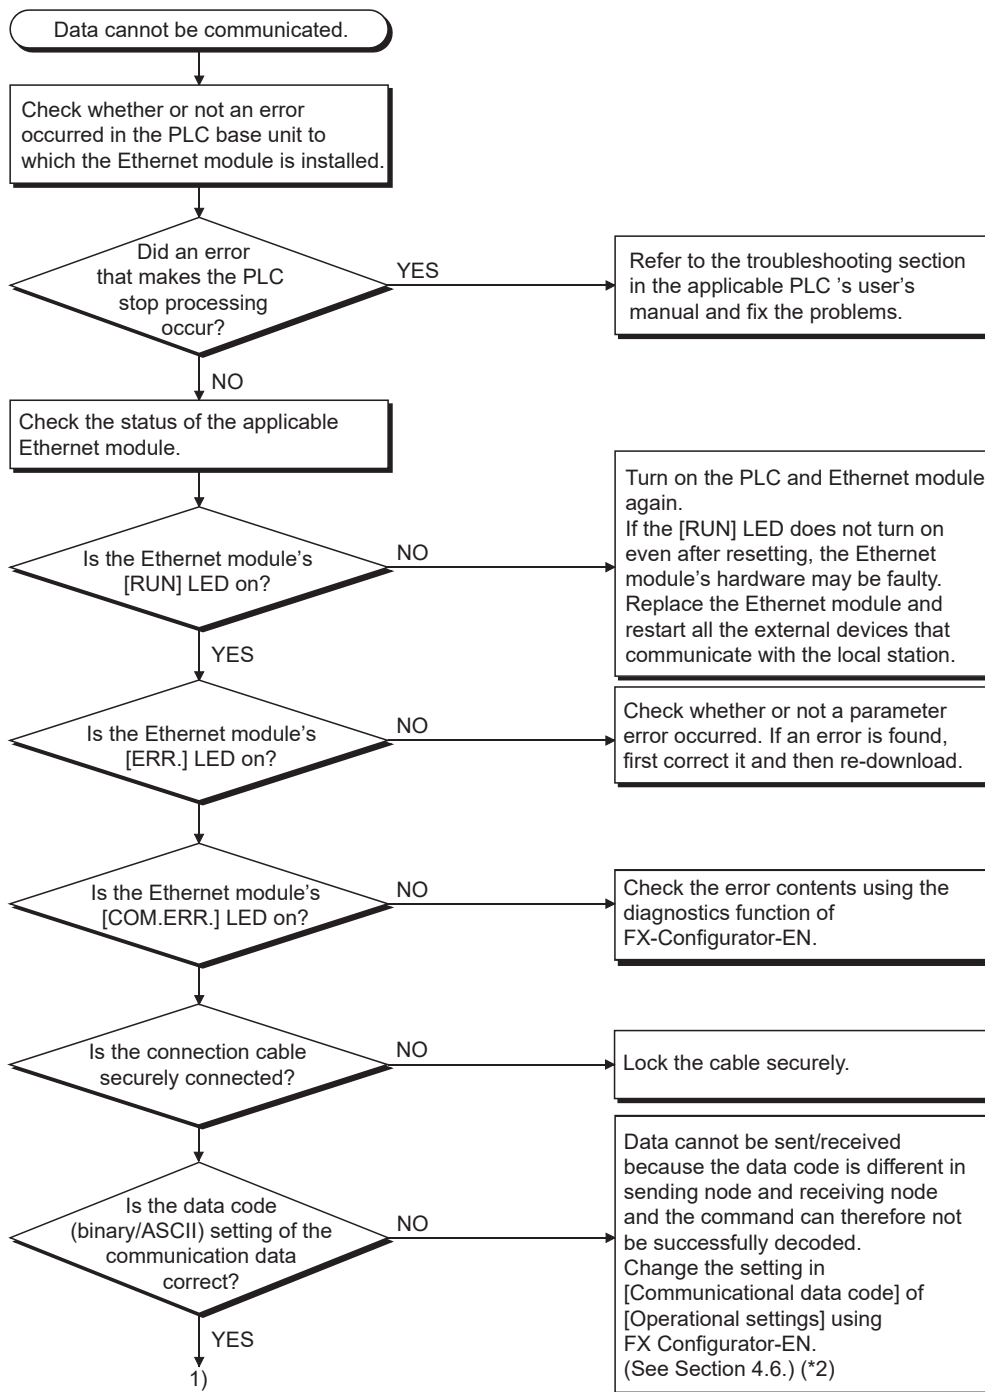 Data cannot be communicated.
Check whether or not an error
occurred in the PLC base unit to
which the Ethernet module is installed.
Did an error
that makes the PLC
stop processing
occur?
YES
Refer to the troubleshooting section
in the applicable PLC 's user's
manual and fix the problems.
NO
Check the status of the applicable
Ethernet module.
Is the Ethernet module's
[RUN] LED on?
NO
Turn on the PLC and Ethernet module
again.
If the [RUN] LED does not turn on
even after resetting, the Ethernet
module's hardware may be faulty.
Replace the Ethernet module and
restart all the external devices that
communicate with the local station.
YES
Is the Ethernet module's
[ERR.] LED on?
NO
Check whether or not a parameter
error occurred. If an error is found,
first correct it and then re-download.
Is the Ethernet module's
[COM.ERR.] LED on?
NO
Check the error contents using the
diagnostics function of
FX-Configurator-EN.
Is the connection cable
securely connected?
NO
Lock the cable securely.
Is the data code
(binary/ASCII) setting of the
communication data
correct?
NO
Data cannot be sent/received
because the data code is different in
sending node and receiving node
and the command can therefore not
be successfully decoded.
Change the setting in
[Communicational data code] of
[Operational settings] using
FX Configurator-EN.
(See Section 4.6.) (*2)
YES
1)